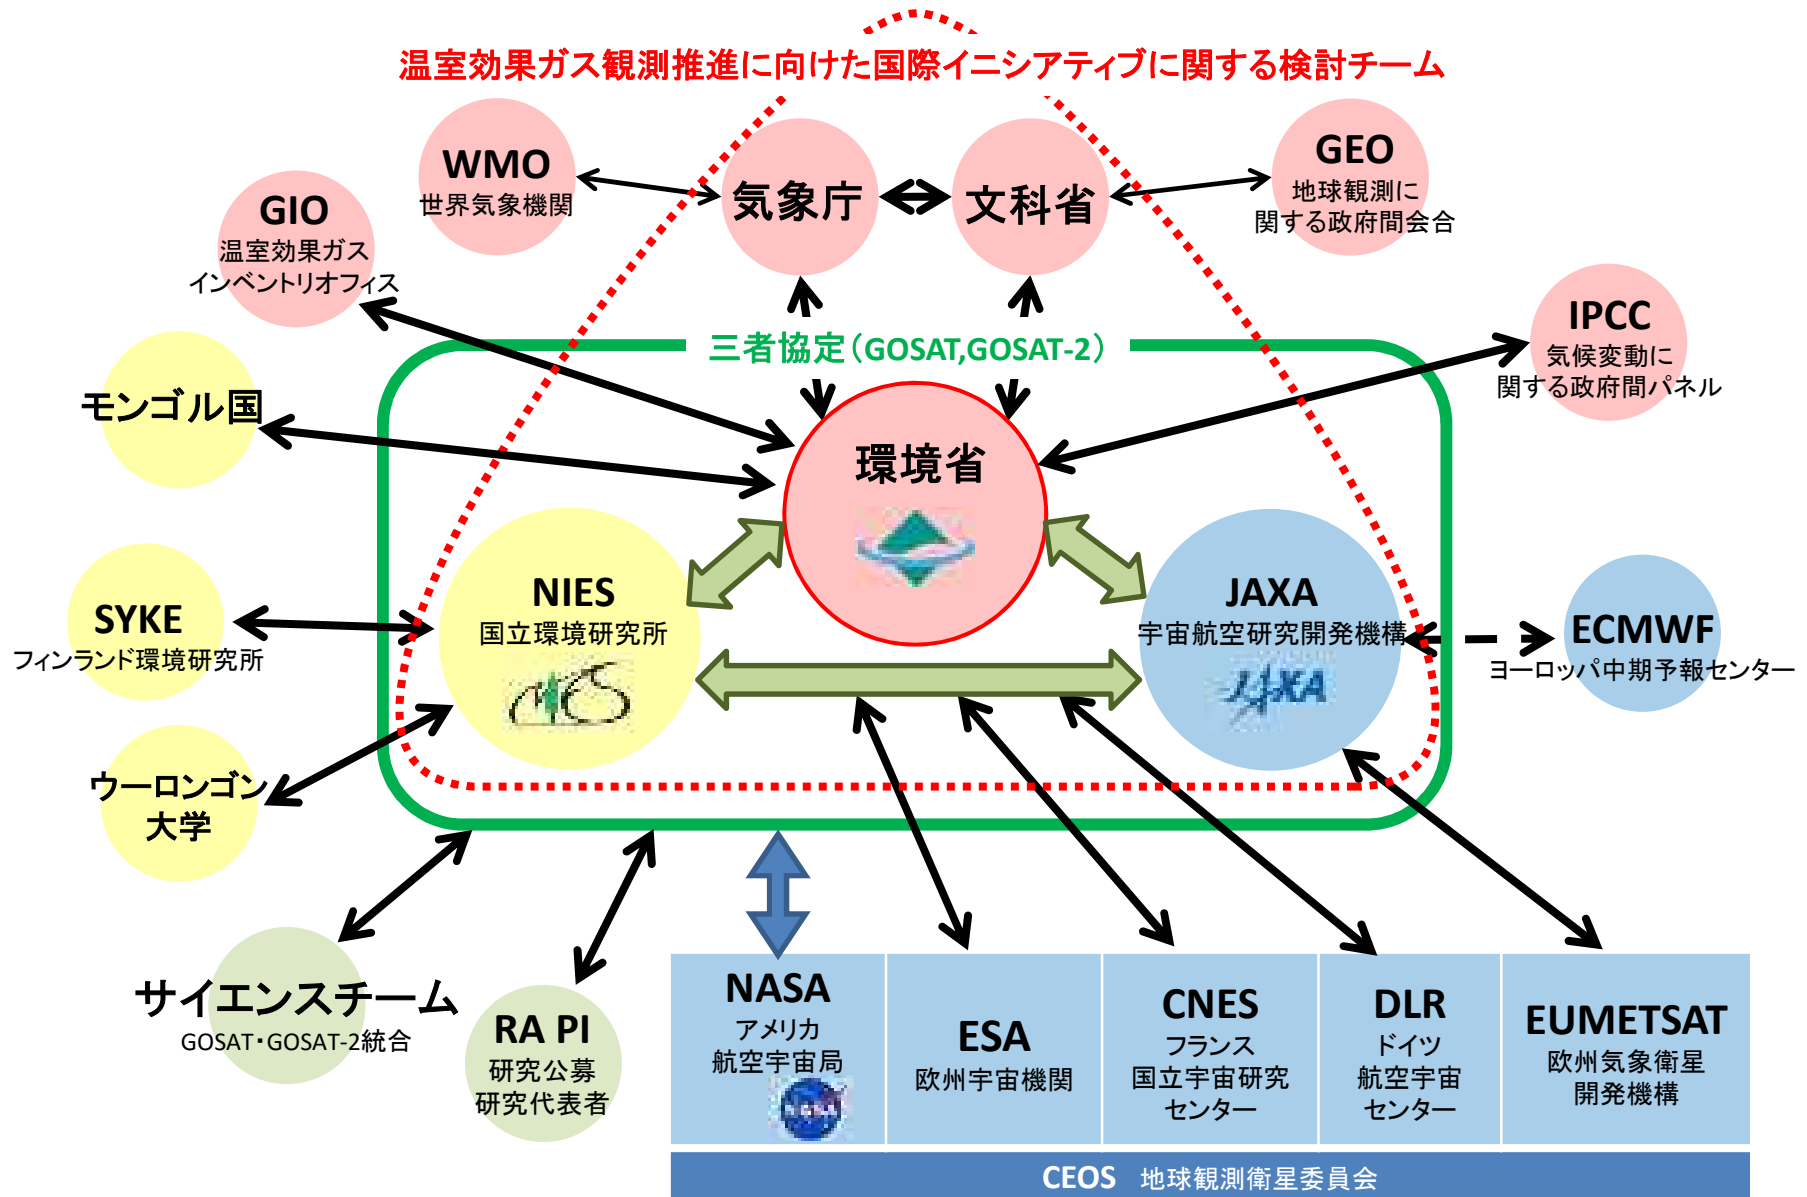 温室効果ガス観測推進に向けた国際イニシアティブに関する検討チーム
WMO
世界気象機関
気象庁
文科省
GEO
地球観測に
関する政府間会合
GIO
温室効果ガス
インベントリオフィス
IPCC
気候変動に
関する政府間パネル
三者協定(GOSAT,GOSAT-2)
モンゴル国
環境省
NIES
国立環境研究所
JAXA
宇宙航空研究開発機構
JAXA
SYKE
フィンランド環境研究所
ECMWF
ヨーロッパ中期予報センター
ウーロンゴン
大学
サイエンスチーム
GOSAT・GOSAT-2統合
RA PI
研究公募
研究代表者
NASA
アメリカ
航空宇宙局
NASA
ESA
欧州宇宙機関
CNES
フランス
国立宇宙研究
センター
DLR
ドイツ
航空宇宙
センター
EUMETSAT
欧州気象衛星
開発機構
CEOS 地球観測衛星委員会